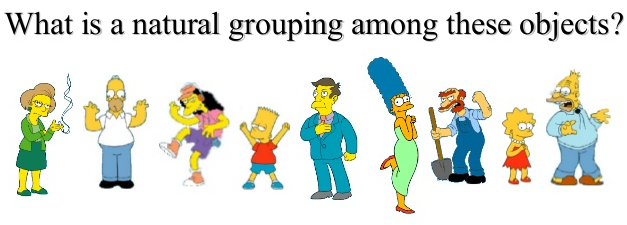 What is a natural grouping among these objects?